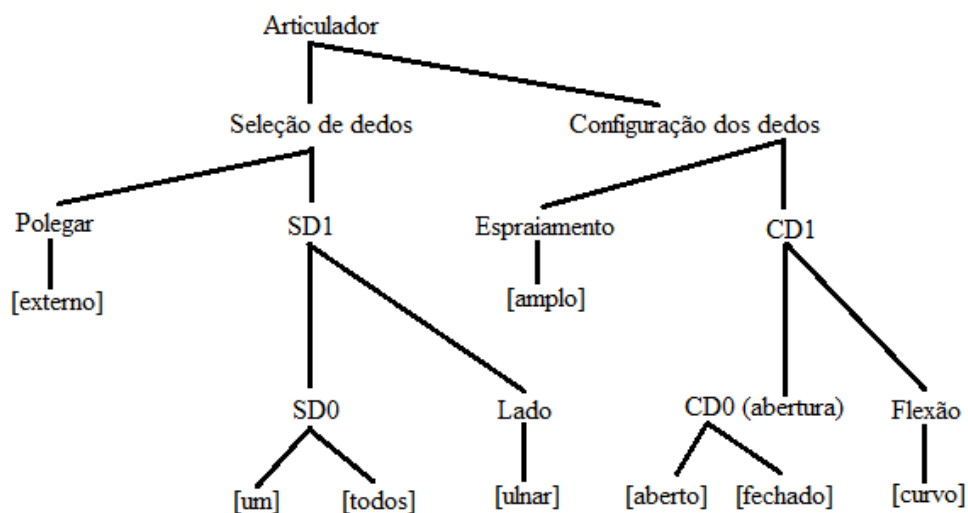 Articulador
Seleção de dedos Configuração dos dedos
Polegar SD1 Espraiamento CD1
[externo] [amplo]
SD0 Lado CD0 (abertura) Flexão
[um] [todos] [ulnar] [aberto] [fechado] [curvo]